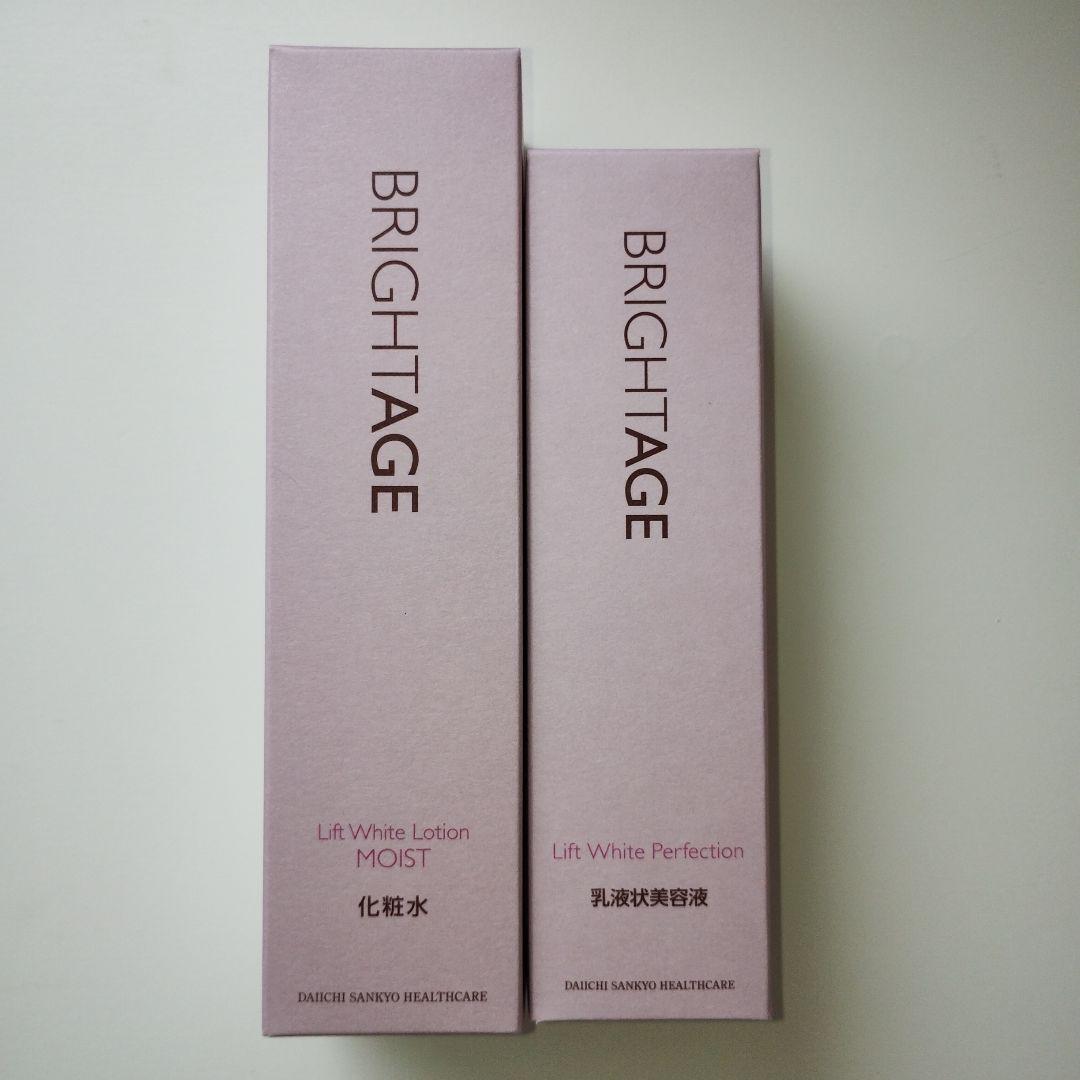 BRIGHTAGE
Lift White Lotion
MOIST
化粧水
DAIICHI SANKYO HEALTHCARE
BRIGHTAGE
Lift White Perfection
乳液状美容液
DAIICHI SANKYO HEALTHCARE